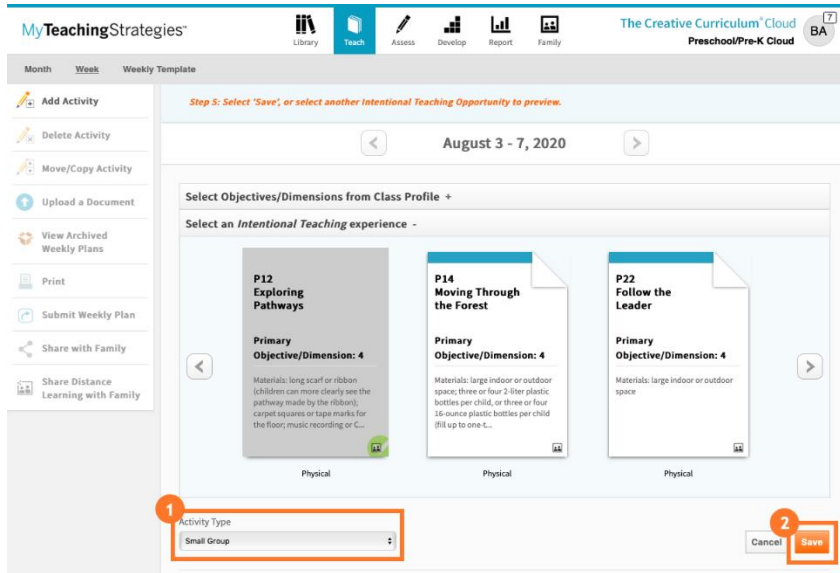 MyTeachingStrategies™
Library
Teach
Assess
Develop
Report
Family
The Creative Curriculum® Cloud
Preschool/Pre-K Cloud
BA
7
Month
Week
Weekly Template
Add Activity
Delete Activity
Move/Copy Activity
Upload a Document
View Archived
Weekly Plans
Print
Submit Weekly Plan
Share with Family
Share Distance
Learning with Family
Step 5: Select 'Save', or select another Intentional Teaching Opportunity to preview.
August 3 - 7, 2020
Select Objectives/Dimensions from Class Profile +
Select an Intentional Teaching experience -
P12
Exploring
Pathways
Primary
Objective/Dimension: 4
Materials: long scarf or ribbon
(children can more clearly see the
pathway made by the ribbon);
carpet squares or tape marks for
the floor; music recording or C...
Physical
P14
Moving Through
the Forest
Primary
Objective/Dimension: 4
Materials: large indoor or outdoor
space; three or four 2-liter plastic
bottles per child, or three or four
16-ounce plastic bottles per child
(fill up to one-t...
Physical
P22
Follow the
Leader
Primary
Objective/Dimension: 4
Materials: large indoor or outdoor
space
Physical
1
Activity Type
Small Group
2
Cancel
Save